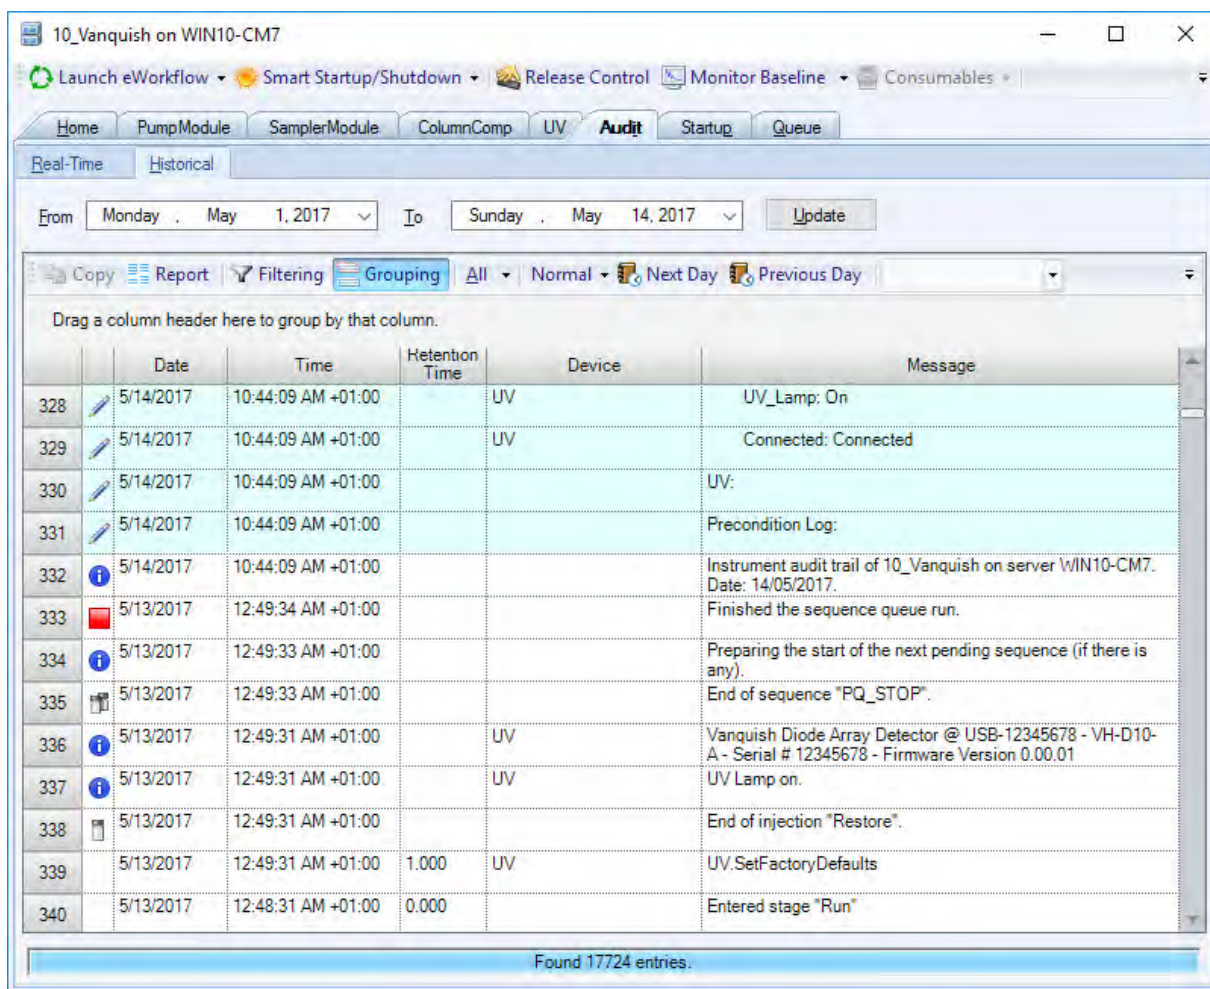 10_Vanquish on WIN10-CM7
Launch eWorkflow Smart Startup/Shutdown Release Control Monitor Baseline Consumables
Home PumpModule SamplerModule ColumnComp UV Audit Startup Queue
Real-Time Historical
From Monday , May 1, 2017 To Sunday , May 14, 2017 Update
Copy Report Filtering Grouping All Normal Next Day Previous Day
Drag a column header here to group by that column.
Date Time Retention Time Device Message
328 5/14/2017 10:44:09 AM +01:00 UV UV_Lamp: On
329 5/14/2017 10:44:09 AM +01:00 UV Connected: Connected
330 5/14/2017 10:44:09 AM +01:00 UV:
331 5/14/2017 10:44:09 AM +01:00 Precondition Log:
332 5/14/2017 10:44:09 AM +01:00 Instrument audit trail of 10_Vanquish on server WIN10-CM7.
Date: 14/05/2017.
333 5/13/2017 12:49:34 AM +01:00 Finished the sequence queue run.
334 5/13/2017 12:49:33 AM +01:00 Preparing the start of the next pending sequence (if there is
any).
335 5/13/2017 12:49:33 AM +01:00 End of sequence "PQ_STOP".
336 5/13/2017 12:49:31 AM +01:00 UV Vanquish Diode Array Detector @ USB-12345678 - VH-D10-
A - Serial # 12345678 - Firmware Version 0.00.01
337 5/13/2017 12:49:31 AM +01:00 UV UV Lamp on.
338 5/13/2017 12:49:31 AM +01:00 End of injection "Restore".
339 5/13/2017 12:49:31 AM +01:00 1.000 UV UV.SetFactoryDefaults
340 5/13/2017 12:48:31 AM +01:00 0.000 Entered stage "Run"
Found 17724 entries.